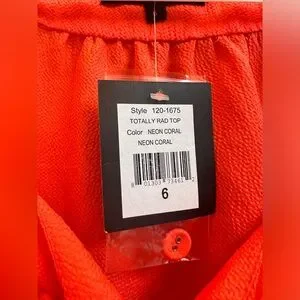 Style 120-1675
TOTALLY RAD TOP
Color NEON CORAL
NEON CORAL
6